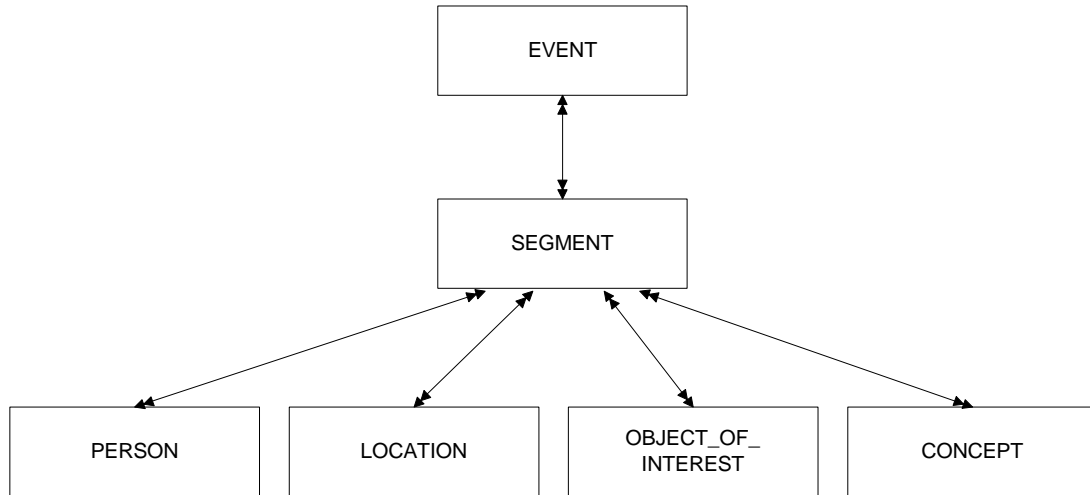 EVENT
SEGMENT
PERSON
LOCATION
OBJECT_OF_
INTEREST
CONCEPT